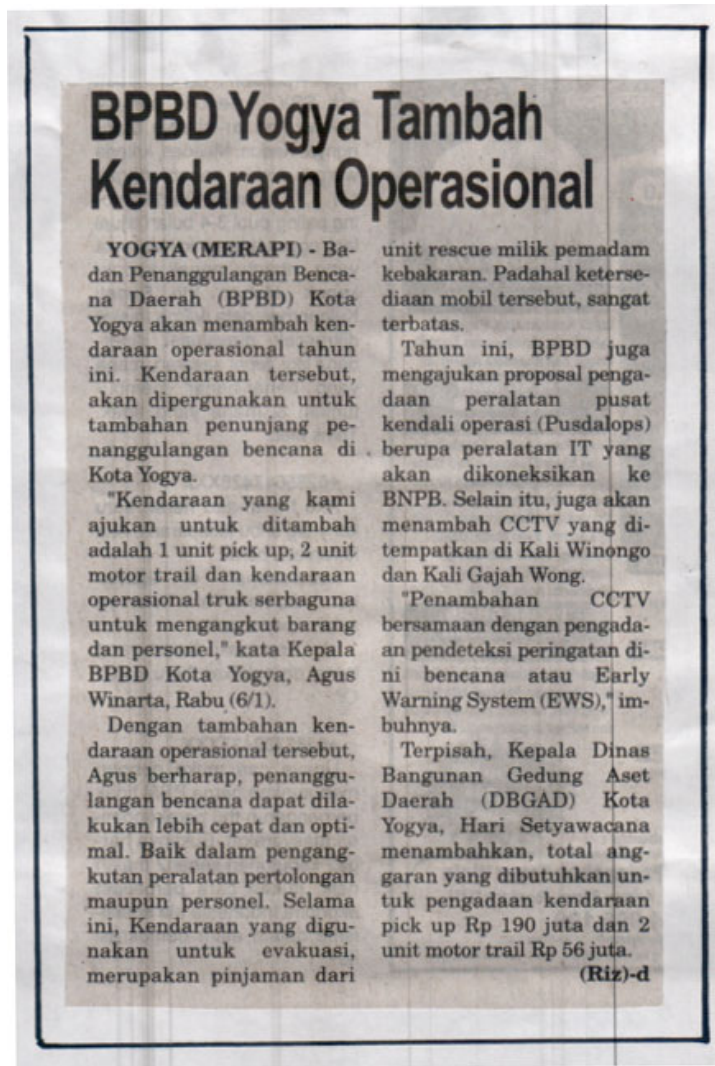 BPBD Yogya Tambah
Kendaraan Operasional
YOGYA (MERAPI) - Ba-
dan Penanggulangan Benca-
na Daerah (BPBD) Kota
Yogya akan menambah ken-
daraan operasional tahun
ini. Kendaraan tersebut,
akan dipergunakan untuk
tambahan penunjang pe-
nanggulangan bencana di
Kota Yogya.
"Kendaraan yang kami
ajukan untuk ditambah
adalah 1 unit pick up, 2 unit
motor trail dan kendaraan
operasional truk serbaguna
untuk mengangkut barang
dan personel," kata Kepala
BPBD Kota Yogya, Agus
Winarta, Rabu (6/1).
Dengan tambahan ken-
daraan operasional tersebut,
Agus berharap, penanggu-
langan bencana dapat dila-
kukan lebih cepat dan opti-
mal. Baik dalam pengang-
kutan peralatan pertolongan
maupun personel. Selama
ini, Kendaraan yang digu-
nakan untuk evakuasi,
merupakan pinjaman dari
unit rescue milik pemadam
kebakaran. Padahal keterse-
diaan mobil tersebut, sangat
terbatas.
Tahun ini, BPBD juga
mengajukan proposal penga-
daan peralatan pusat
kendali operasi (Pusdalops)
berupa peralatan IT yang
akan dikoneksikan ke
BNPB. Selain itu, juga akan
menambah CCTV yang di-
tempatkan di Kali Winongo
dan Kali Gajah Wong.
"Penambahan CCTV
bersamaan dengan pengada-
an pendeteksi peringatan di-
ni bencana atau Early
Warning System (EWS)," im-
buhnya.
Terpisah, Kepala Dinas
Bangunan Gedung Aset
Daerah (DBGAD) Kota
Yogya, Hari Setyawacana
menambahkan, total ang-
garan yang dibutuhkan un-
tuk pengadaan kendaraan
pick up Rp 190 juta dan 2
unit motor trail Rp 56 juta.
(Riz)-d